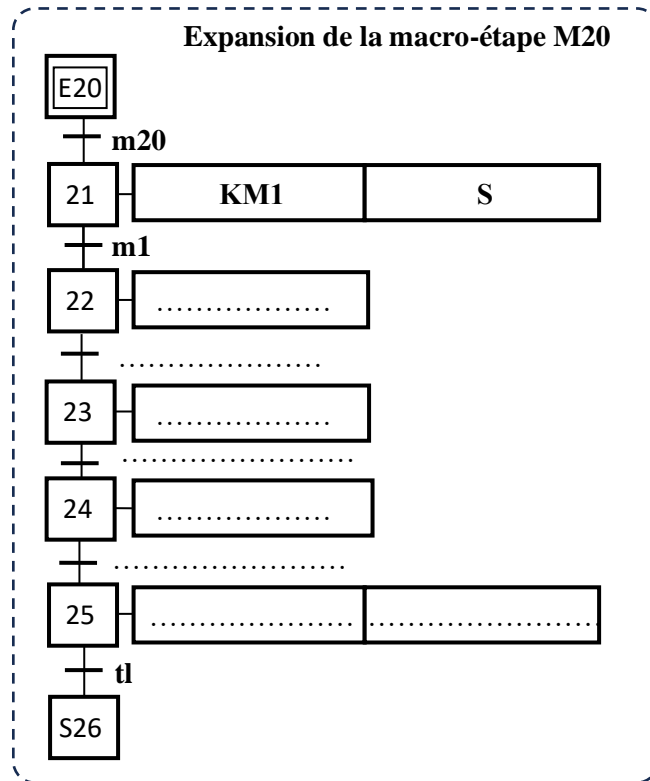 Expansion de la macro-étape M20
E20
m20
21 KM1 S
m1
22 ………………
…………………
23 ………………
……………………
24 ………………
……………………
25 ………………… ……………………
tl
S26